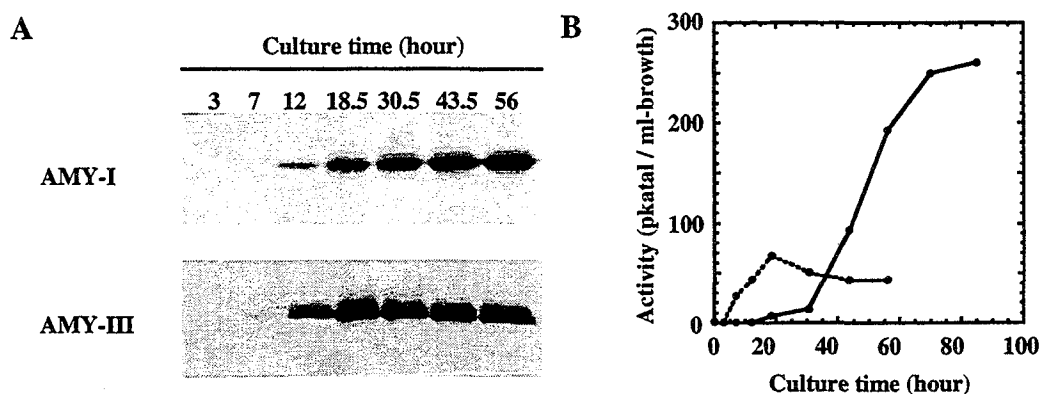 A
Culture time (hour)
3 7 12 18.5 30.5 43.5 56
AMY-I
AMY-III
B
300
200
100
0
0 20 40 60 80 100
Activity (pkatal / ml-browth)
Culture time (hour)